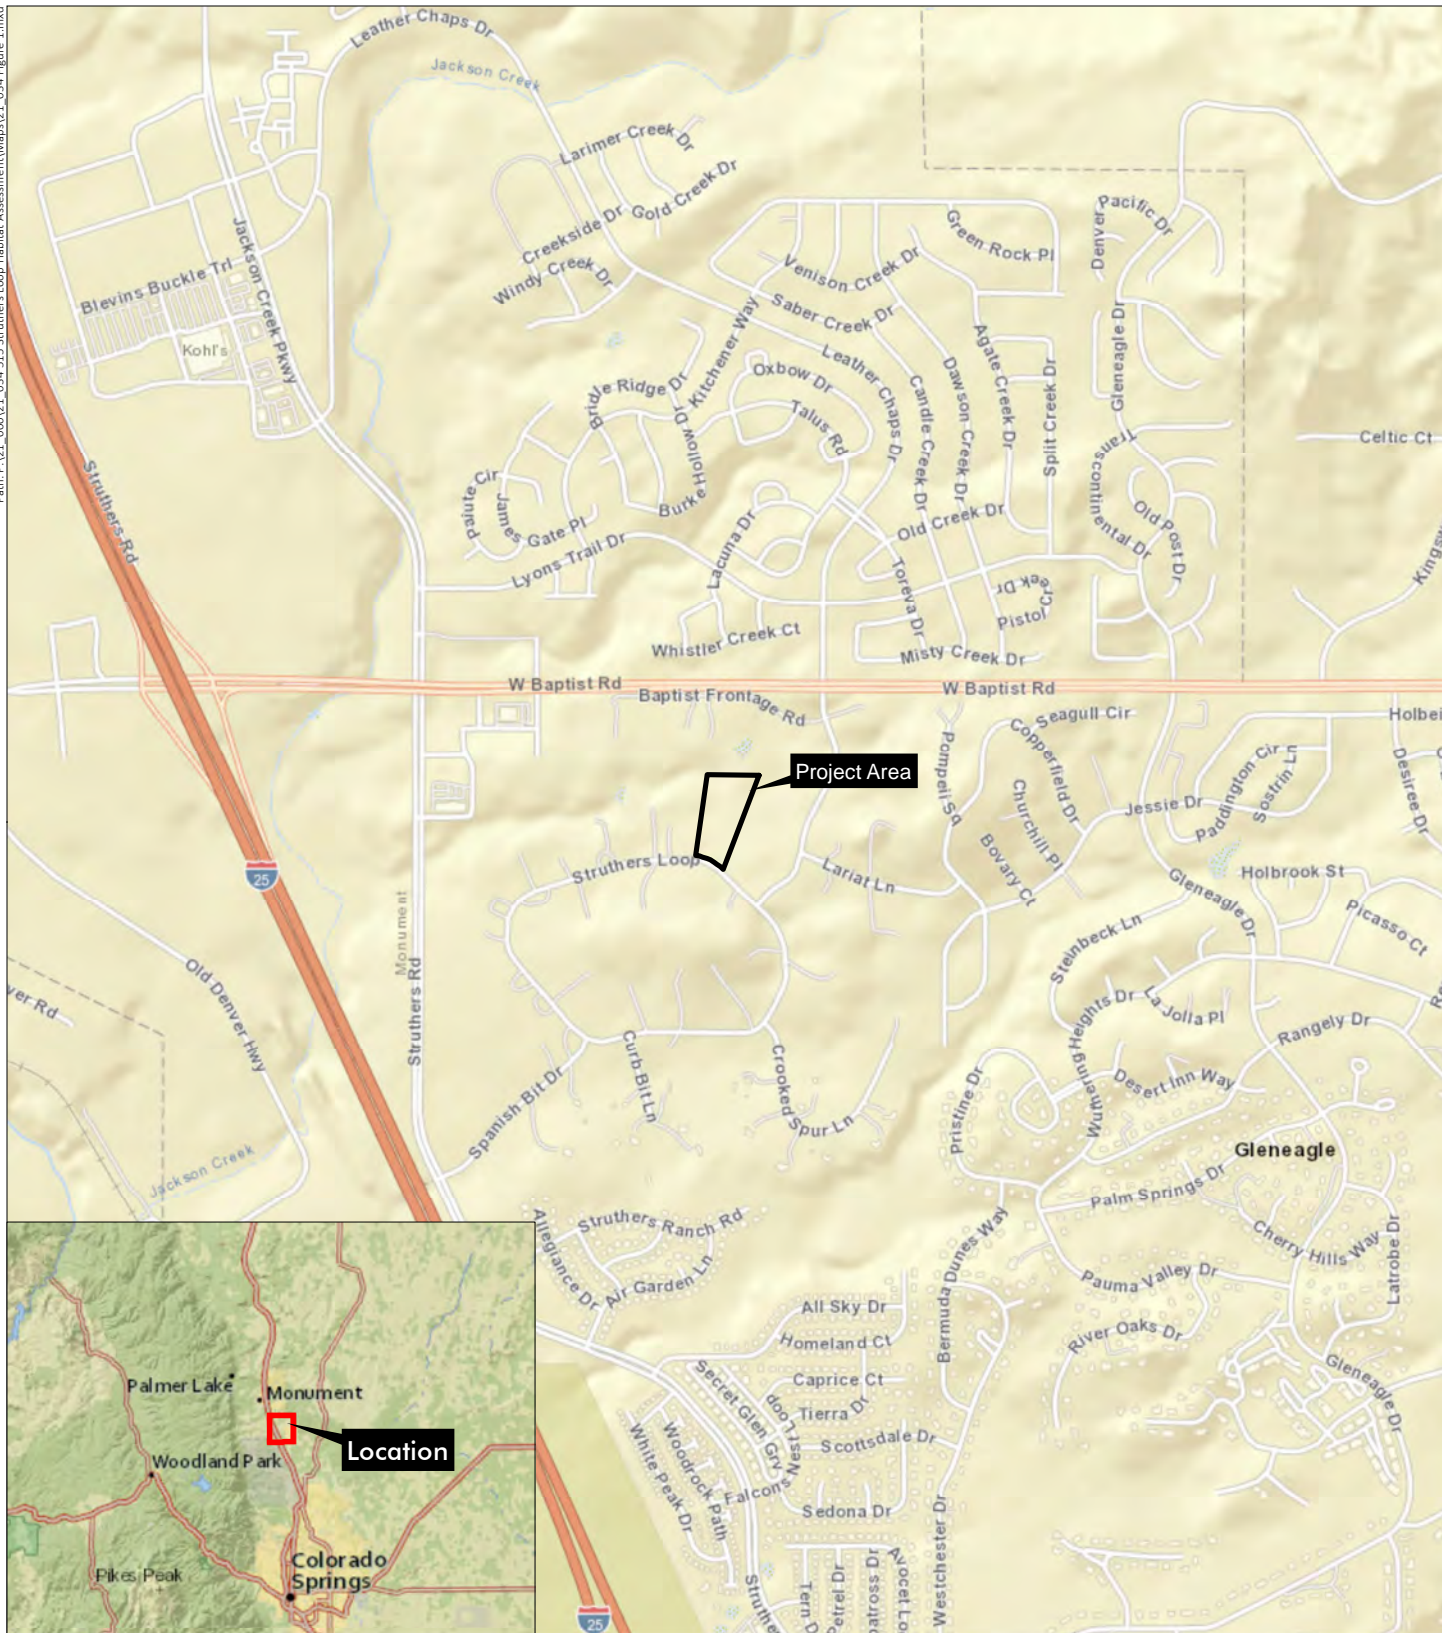 Leather Chaps Dr
Jackson Creek
Larimer Creek Dr
Gold Creek Dr
Creekside Dr
Windy Creek Dr
Jackson Creek Pkwy
Blevins Buckle Trl
Kohl's
Green Rock Pl
Venison Creek Dr
Saber Creek Dr
Denver
Pacific Dr
Gleneagle Dr
Kitchener Way
Leather Chaps Dr
Candle Creek Dr
Dawson Creek Dr
Agate Creek Dr
Split Creek Dr
Oxbow Dr
Talus Rd
Bridle Ridge Dr
Burke
Hollow Dr
Celtic Ct
Transcontinental Dr
Old Post Dr
Struthers Rd
Painte Cir
James Gate Pl
Lyons Trail Dr
Lacuna Dr
Old Creek Dr
Toreva Dr
Pistol
Creek Dr
Whistler Creek Ct
Misty Creek Dr
W Baptist Rd
Baptist Frontage Rd
W Baptist Rd
Seagull Cir
Copperfield Dr
Pompeii Sq
Churchill Pl
Bovary Ct
Jessie Dr
Paddington Cir
Sostrin Ln
Desiree Dr
Project Area
Struthers Loop
Lariat Ln
25
Gleneagle Dr
Holbrook St
Picasso Ct
Monument
Struthers Rd
Old Denver Hwy
Steinbeck Ln
La Jolla Pl
Wuthering Heights Dr
Rangely Dr
Desert Inn Way
Pristine Dr
Curb Bit Ln
Crooked Spur Ln
Spanish Bit Dr
Jackson Creek
Gleneagle
Palm Springs Dr
Cherry Hills Way
Latrobe Dr
Struthers Ranch Rd
Allegiance Dr
Air Garden Ln
Bermuda Dunes Way
Pauma Valley Dr
River Oaks Dr
Gleneagle Dr
All Sky Dr
Homeland Ct
Caprice Ct
Tierra Dr
Scottsdale Dr
Secret Glen Grv
Falcons Nest Loop
Woodrock Path
White Peak Dr
Sedona Dr
Westchester Dr
Palmer Lake
Monument
Location
Woodland Park
Colorado
Springs
Pikes Peak
25